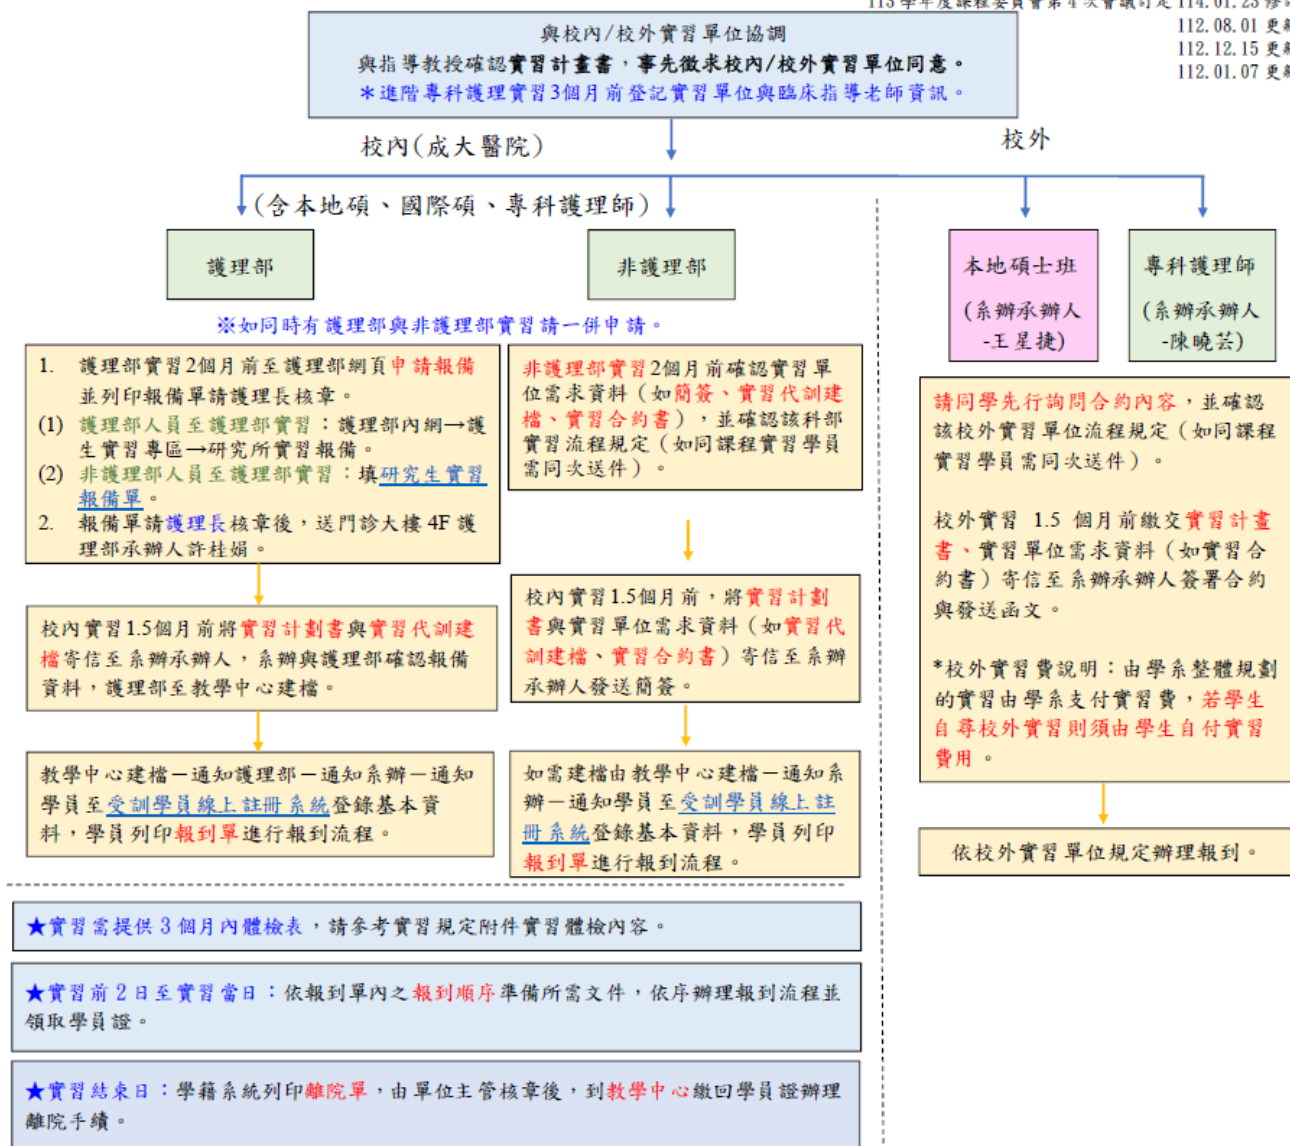 113 學年度課程委員會第 4 次會議訂定 114.01.23
112.08.01 更新
112.12.15 更新
112.01.07 更新
與校內/校外實習單位協調
與指導教授確認實習計畫書，事先徵求校內/校外實習單位同意。
＊進階專科護理實習3個月前登記實習單位與臨床指導老師資訊。
校內(成大醫院)
校外
(含本地碩、國際碩、專科護理師)
護理部
非護理部
※如同時有護理部與非護理部實習請一併申請。
1. 護理部實習2個月前至護理部網頁申請報備
並列印報備單請護理長核章。
(1) 護理部人員至護理部實習：護理部內網→護
生實習專區→研究所實習報備。
(2) 非護理部人員至護理部實習：填研究生實習
報備單。
2. 報備單請護理長核章後，送門診大樓 4F 護
理部承辦人許桂娟。
校內實習1.5個月前將實習計劃書與實習代訓建
檔寄信至系辦承辦人，系辦與護理部確認報備
資料，護理部至教學中心建檔。
教學中心建檔－通知護理部－通知系辦－通知
學員至受訓學員線上註冊系統登錄基本資
料，學員列印報到單進行報到流程。
非護理部實習2個月前確認實習單
位需求資料（如簡簽、實習代訓建
檔、實習合約書），並確認該科部
實習流程規定（如同課程實習學員
需同次送件）。
校內實習1.5個月前，將實習計劃
書與實習單位需求資料（如實習代
訓建檔、實習合約書）寄信至系辦
承辦人發送簡簽。
如需建檔由教學中心建檔－通知系
辦－通知學員至受訓學員線上註
冊系統登錄基本資料，學員列印
報到單進行報到流程。
本地碩士班
(系辦承辦人
-王星捷)
專科護理師
(系辦承辦人
-陳曉芸)
請同學先行詢問合約內容，並確認
該校外實習單位流程規定（如同課程
實習學員需同次送件）。
校外實習 1.5 個月前繳交實習計畫
書、實習單位需求資料（如實習合
約書）寄信至系辦承辦人簽署合約
與發送函文。
*校外實習費說明：由學系整體規劃
的實習由學系支付實習費，若學生
自尋校外實習則須由學生自付實習
費用。
依校外實習單位規定辦理報到。
★實習需提供 3 個月內體檢表，請參考實習規定附件實習體檢內容。
★實習前 2 日至實習當日：依報到單內之報到順序準備所需文件，依序辦理報到流程並
領取學員證。
★實習結束日：學籍系統列印離院單，由單位主管核章後，到教學中心繳回學員證辦理
離院手續。